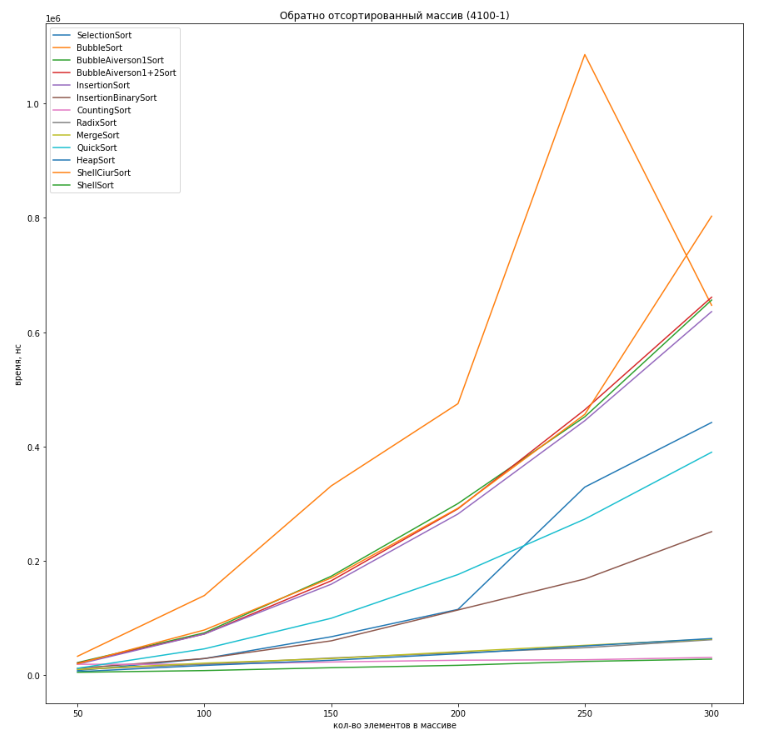 Обратно отсортированный массив (4100-1)
1e6
SelectionSort
BubbleSort
BubbleAiverson1Sort
BubbleAiverson1+2Sort
InsertionSort
InsertionBinarySort
CountingSort
RadixSort
MergeSort
QuickSort
HeapSort
ShellCiurSort
ShellSort
1.0
0.8
0.6
0.4
0.2
0.0
время, нс
50 100 150 200 250 300
кол-во элементов в массиве